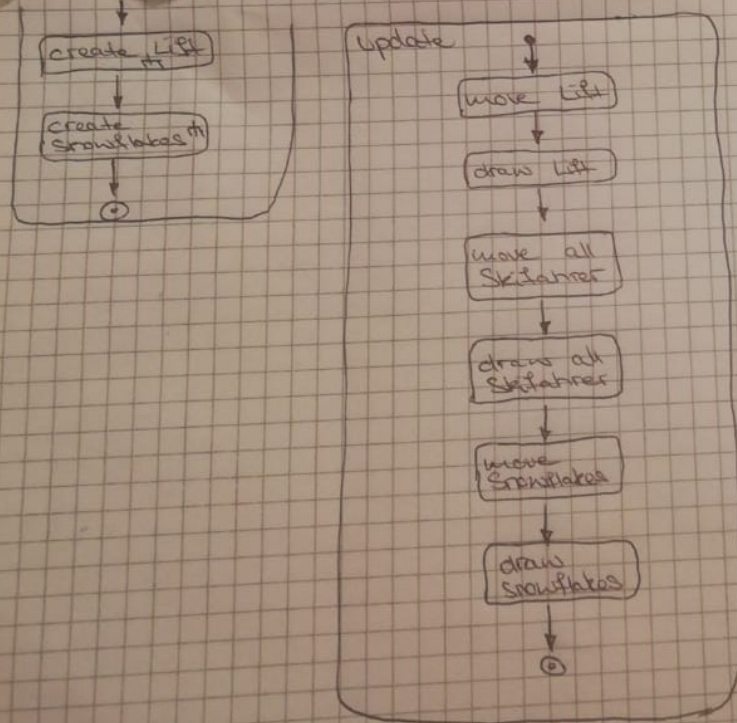 create Lift
create
Snowflakes
update
move Lift
draw Lift
move all
Skifahrer
draw all
Skifahrer
move
Snowflakes
draw
snowflakes